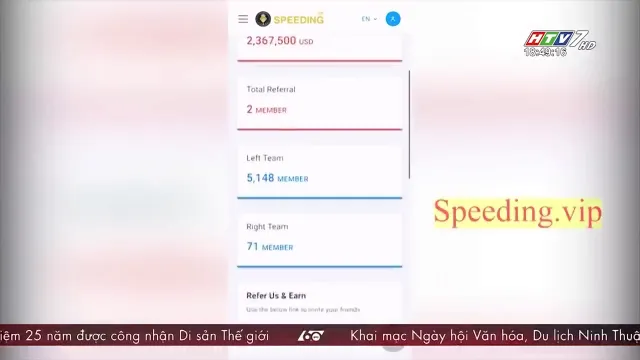 SPEEDING
EN
HTV7 HD
18:49:16
2,367,500 USD
Total Referral
2 MEMBER
Left Team
5,148 MEMBER
Speeding.vip
Right Team
71 MEMBER
Refer Us & Earn
Use the below link to invite your friends
iệm 25 năm được công nhận Di sản Thế giới
60
Khai mạc Ngày hội Văn hóa, Du lịch Ninh Thuậ